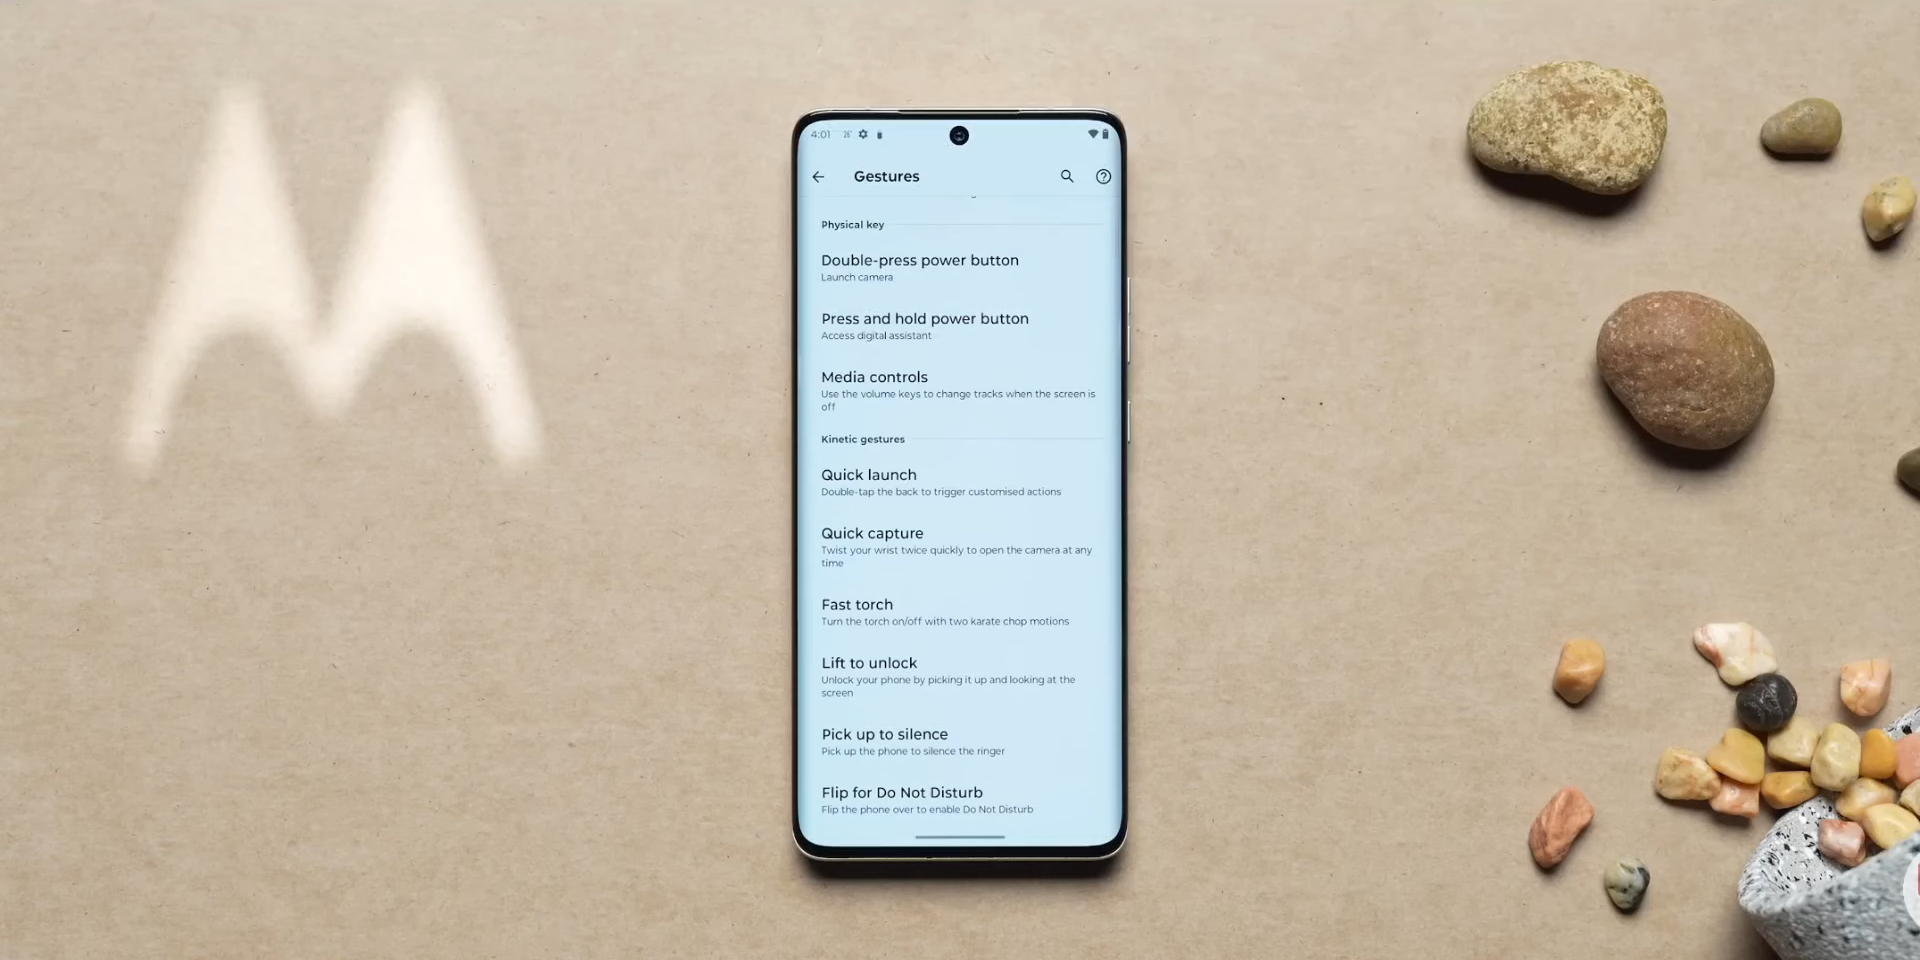 4:01 26°
Gestures
Physical key
Double-press power button
Launch camera
Press and hold power button
Access digital assistant
Media controls
Use the volume keys to change tracks when the screen is
off
Kinetic gestures
Quick launch
Double-tap the back to trigger customised actions
Quick capture
Twist your wrist twice quickly to open the camera at any
time
Fast torch
Turn the torch on/off with two karate chop motions
Lift to unlock
Unlock your phone by picking it up and looking at the
screen
Pick up to silence
Pick up the phone to silence the ringer
Flip for Do Not Disturb
Flip the phone over to enable Do Not Disturb